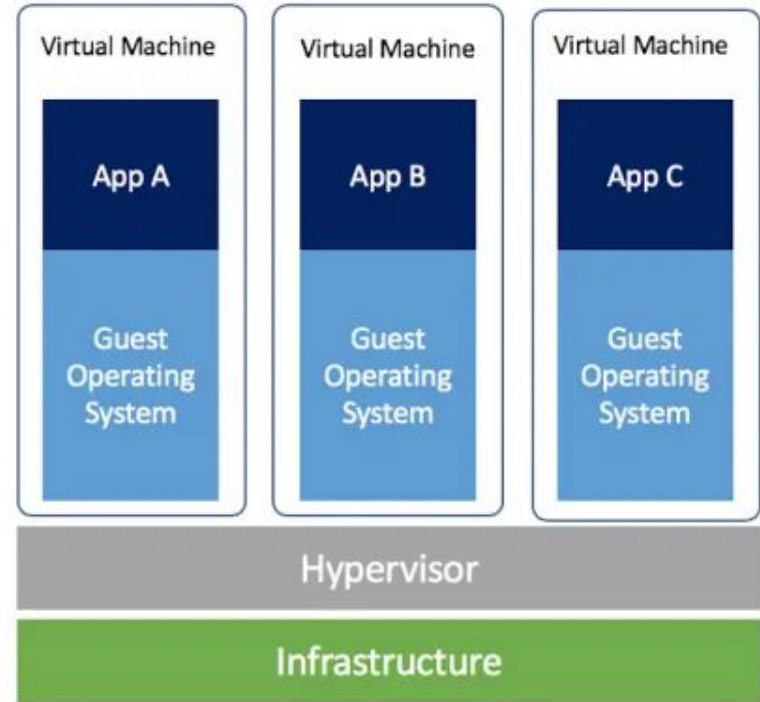 Virtual Machine
Virtual Machine
Virtual Machine
App A
App B
App C
Guest
Operating
System
Guest
Operating
System
Guest
Operating
System
Hypervisor
Infrastructure